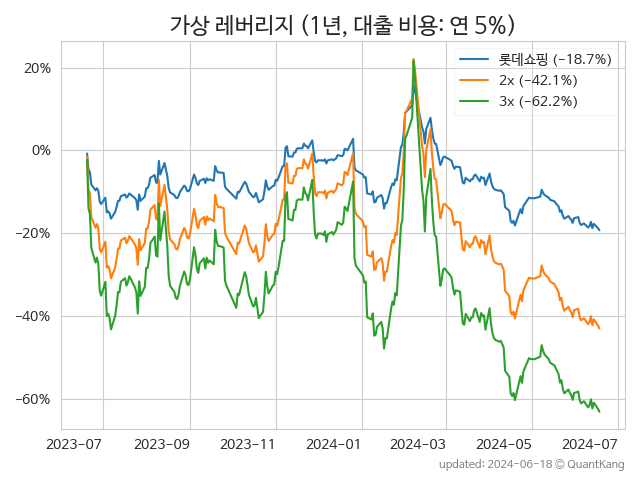 가상 레버리지 (1년, 대출 비용: 연 5%)
롯데쇼핑 (−18.7%)
2x (−42.1%)
3x (−62.2%)
20%
0%
−20%
−40%
−60%
2023-07 2023-09 2023-11 2024-01 2024-03 2024-05 2024-07
updated: 2024-06-18 ⓒ QuantKang